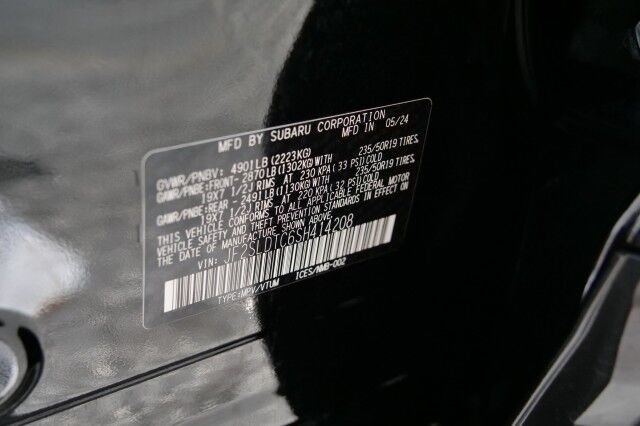 MFD BY SUBARU CORPORATION
MFD IN 05/24
GVWR/PNBV: 4901LB (2223KG)
GAWR/PNBE:FRONT- 2870LB(1302KG)WITH 235/50R19 TIRES
19X7 1/2J RIMS AT 230 KPA (33 PSI)COLD
GAWR/PNBE:REAR - 2491LB(1130KG)WITH 235/50R19 TIRES
19X7 1/2J RIMS AT 220 KPA (32 PSI)COLD
THIS VEHICLE CONFORMS TO ALL APPLICABLE FEDERAL MOTOR
VEHICLE SAFETY AND THEFT PREVENTION STANDARDS IN EFFECT ON
THE DATE OF MANUFACTURE SHOWN ABOVE.
VIN: JF2SLDTC6SH414208
TYPE:MPV/VTUM ICES/NMB-002